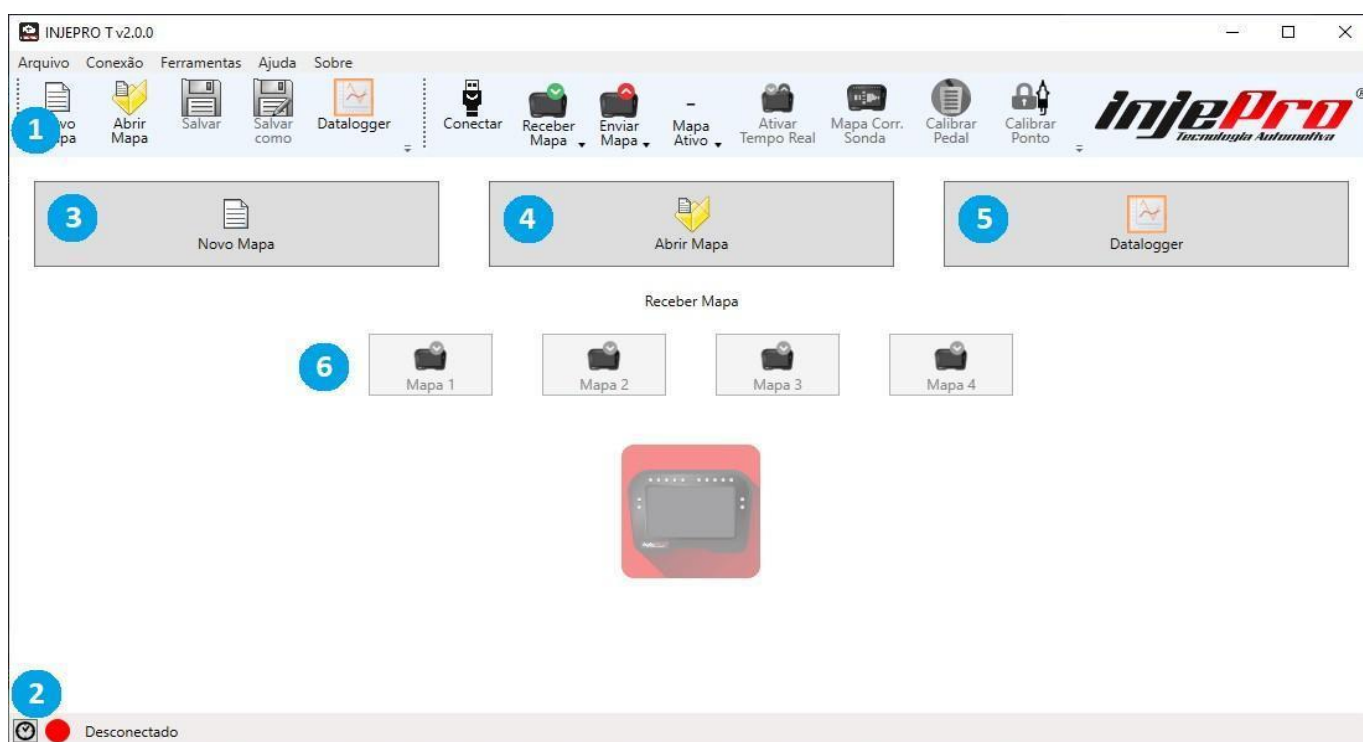 INJEPRO T v2.0.0
Arquivo Conexão Ferramentas Ajuda Sobre
1 vo Abrir Salvar Salvar Datalogger Conectar Receber Enviar Mapa Ativar Mapa Corr. Calibrar Calibrar
pa Mapa como Mapa Mapa Ativo Tempo Real Sonda Pedal Ponto
injePro®
Tecnologia Automotiva
3 Novo Mapa
4 Abrir Mapa
5 Datalogger
Receber Mapa
6 Mapa 1 Mapa 2 Mapa 3 Mapa 4
2
Desconectado